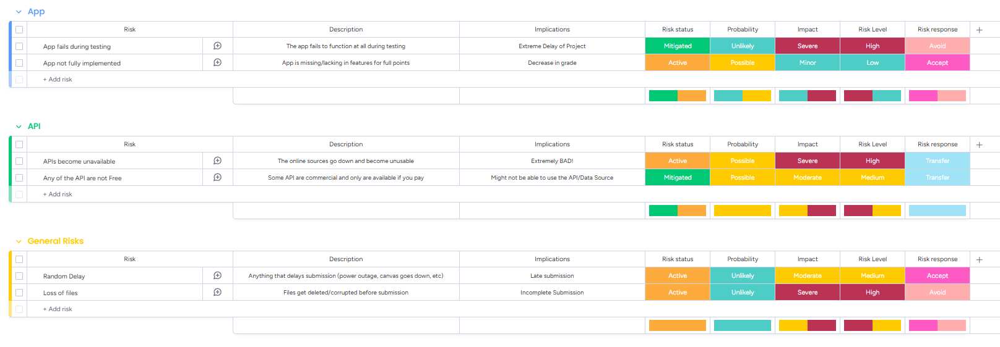 App
Risk Description Implications Risk status Probability Impact Risk Level Risk response
App fails during testing The app fails to function at all during testing Extreme Delay of Project Mitigated Unlikely Severe High Avoid
App not fully implemented App is missing/lacking in features for full points Decrease in grade Active Possible Minor Low Accept
+ Add risk
API
Risk Description Implications Risk status Probability Impact Risk Level Risk response
APIs become unavailable The online sources go down and become unusable Extremely BAD! Active Possible Severe High Transfer
Any of the API are not Free Some API are commercial and only are available if you pay Might not be able to use the API/Data Source Mitigated Possible Moderate Medium Transfer
+ Add risk
General Risks
Risk Description Implications Risk status Probability Impact Risk Level Risk response
Random Delay Anything that delays submission (power outage, canvas goes down, etc) Late submission Active Unlikely Moderate Medium Accept
Loss of files Files get deleted/corrupted before submission Incomplete Submission Active Unlikely Severe High Avoid
+ Add risk